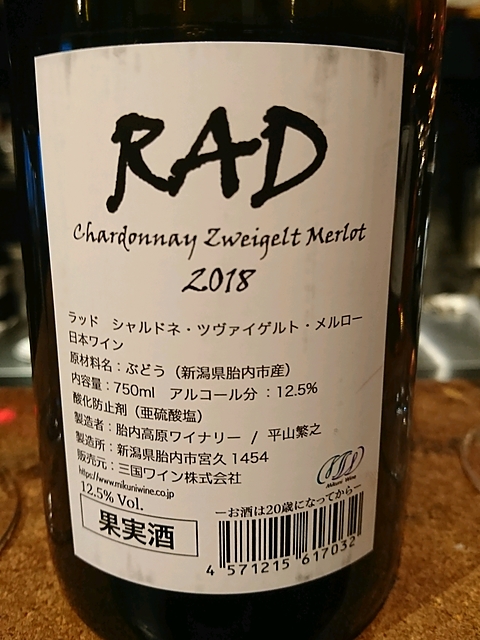 RAD
Chardonnay Zweigelt Merlot
2018
ラッド　シャルドネ・ツヴァイゲルト・メルロー
日本ワイン
原材料名：ぶどう（新潟県胎内市産）
内容量：750ml　アルコール分：12.5%
酸化防止剤（亜硫酸塩）
製造者：胎内高原ワイナリー / 平山繁之
製造所：新潟県胎内市宮久 1454
販売元：三国ワイン株式会社
https://www.mikuniwine.co.jp
12.5% Vol.
果実酒
Mikuni Wine
－お酒は20歳になってから－
4 571215 617032